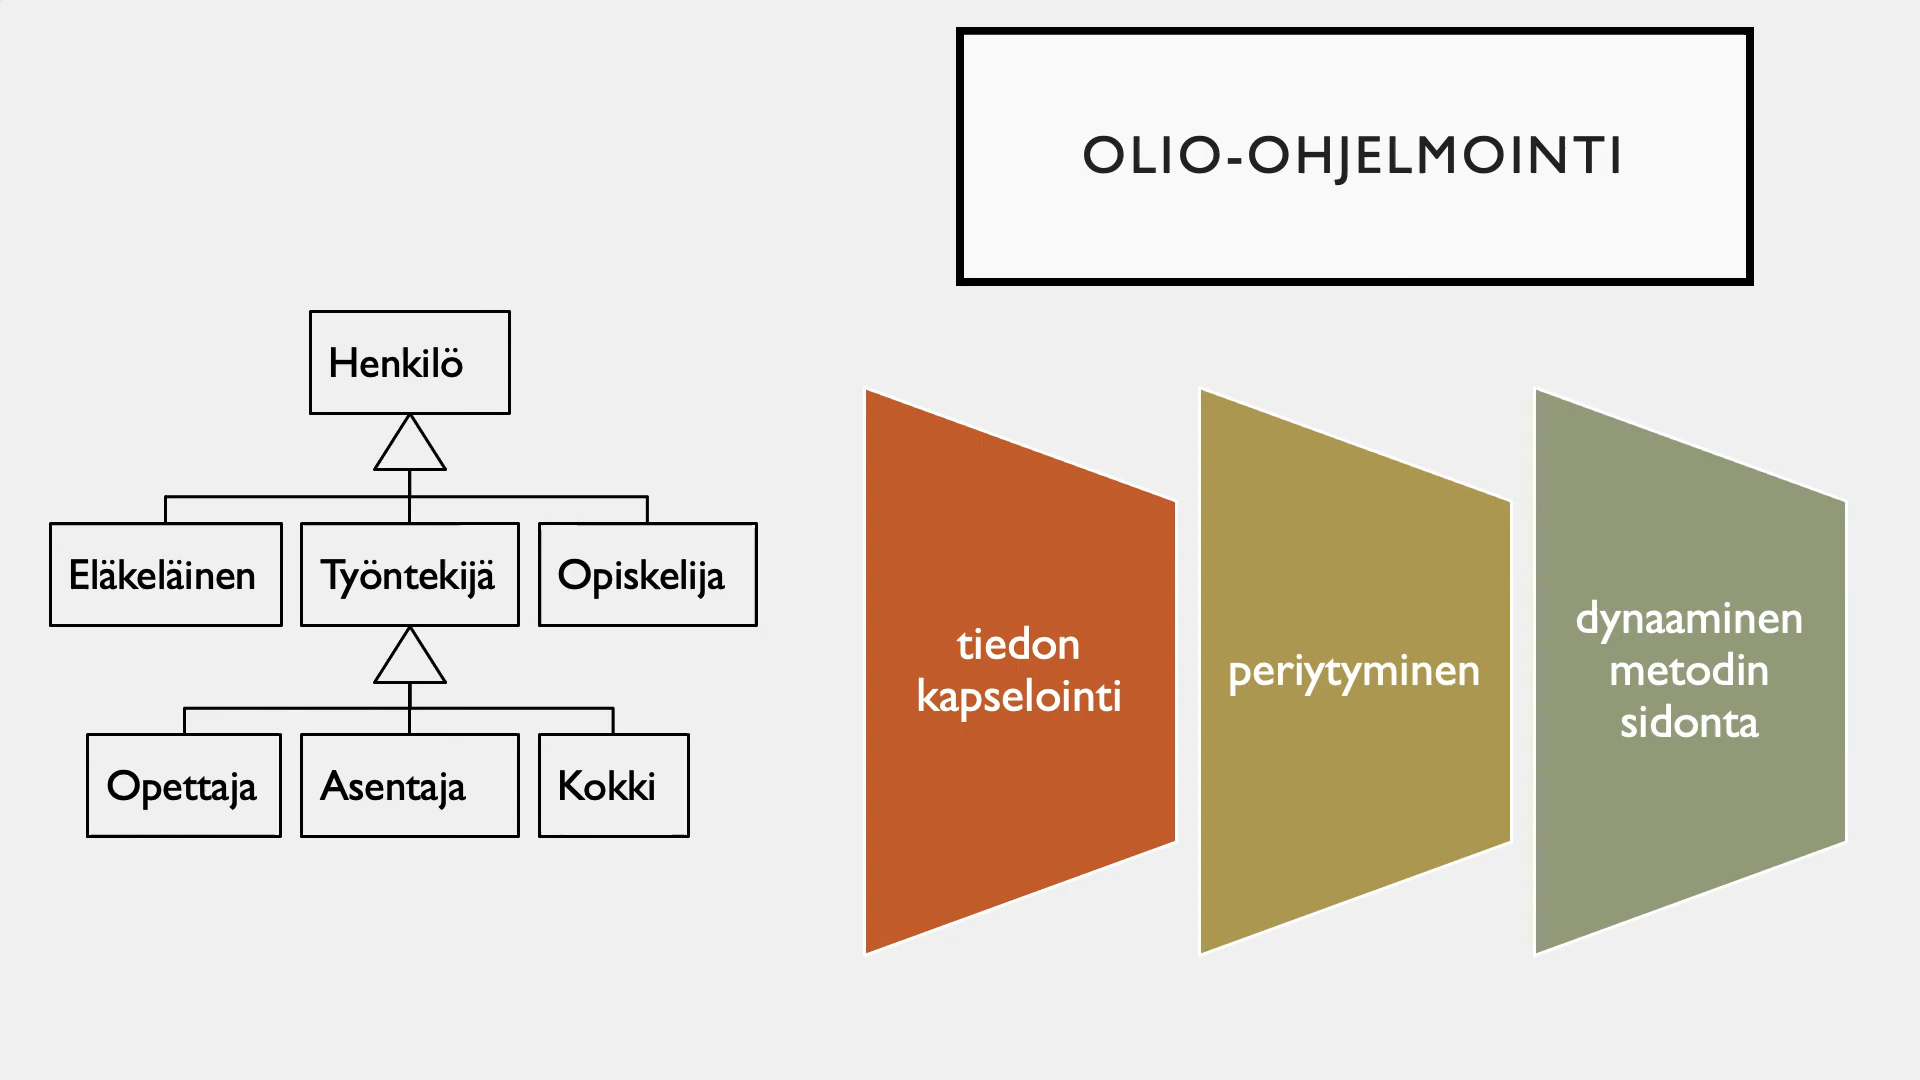 OLIO-OHJELMOINTI
Henkilö
Eläkeläinen
Työntekijä
Opiskelija
Opettaja
Asentaja
Kokki
tiedon
kapselointi
periytyminen
dynaaminen
metodin
sidonta